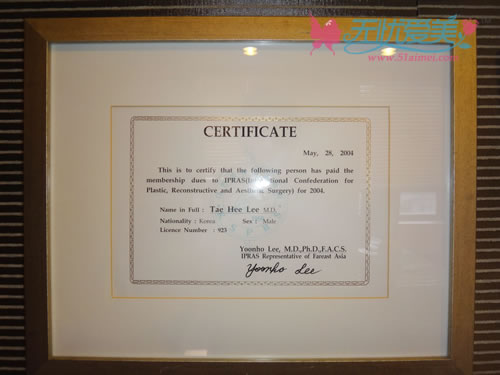 无忧爱美
www.51aimei.com
CERTIFICATE
May, 28, 2004
This is to certify that the following person has paid the
membership dues to IPRAS(International Confederation for
Plastic, Reconstructive and Aesthetic Surgery) for 2004.
Name in Full : Tae Hee Lee M.D.
Nationality : Korea Sex : Male
Licence Number : 923
Yoonho Lee, M.D.,Ph.D.,F.A.C.S.
IPRAS Representative of Fareast Asia
Yoonho Lee